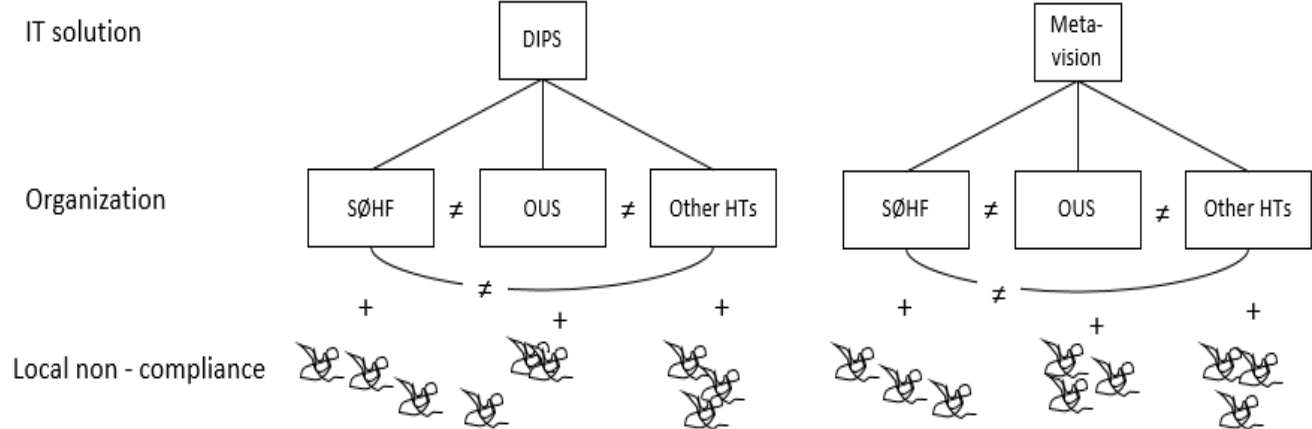 IT solution
DIPS
Meta-
vision
Organization
SØHF ≠ OUS ≠ Other HTs
SØHF ≠ OUS ≠ Other HTs
≠
≠
+ + +
+ + +
Local non - compliance